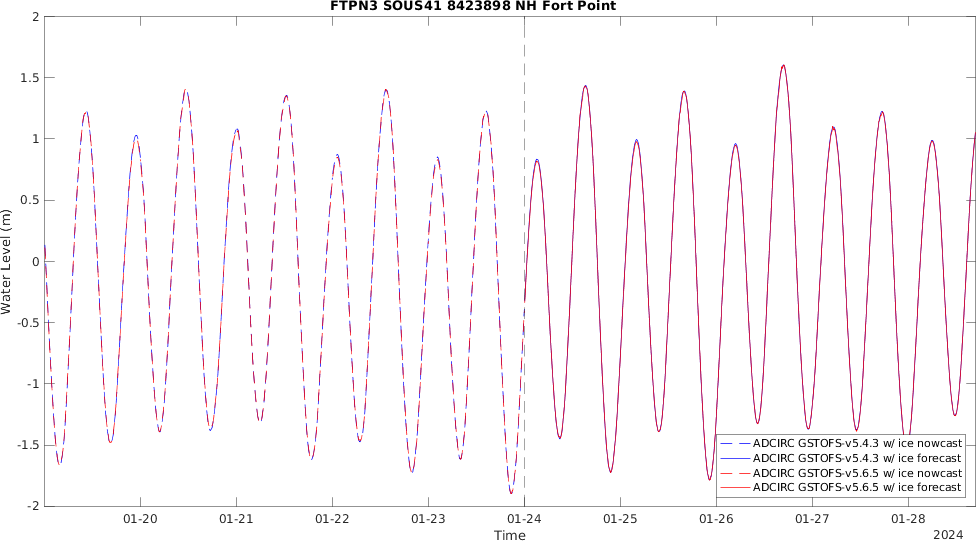 FTPN3 SOUS41 8423898 NH Fort Point
2
1.5
1
0.5
0
-0.5
-1
-1.5
-2
Water Level (m)
ADCIRC GSTOFS-v5.4.3 w/ ice nowcast
ADCIRC GSTOFS-v5.4.3 w/ ice forecast
ADCIRC GSTOFS-v5.6.5 w/ ice nowcast
ADCIRC GSTOFS-v5.6.5 w/ ice forecast
01-20 01-21 01-22 01-23 01-24 01-25 01-26 01-27 01-28
Time
2024